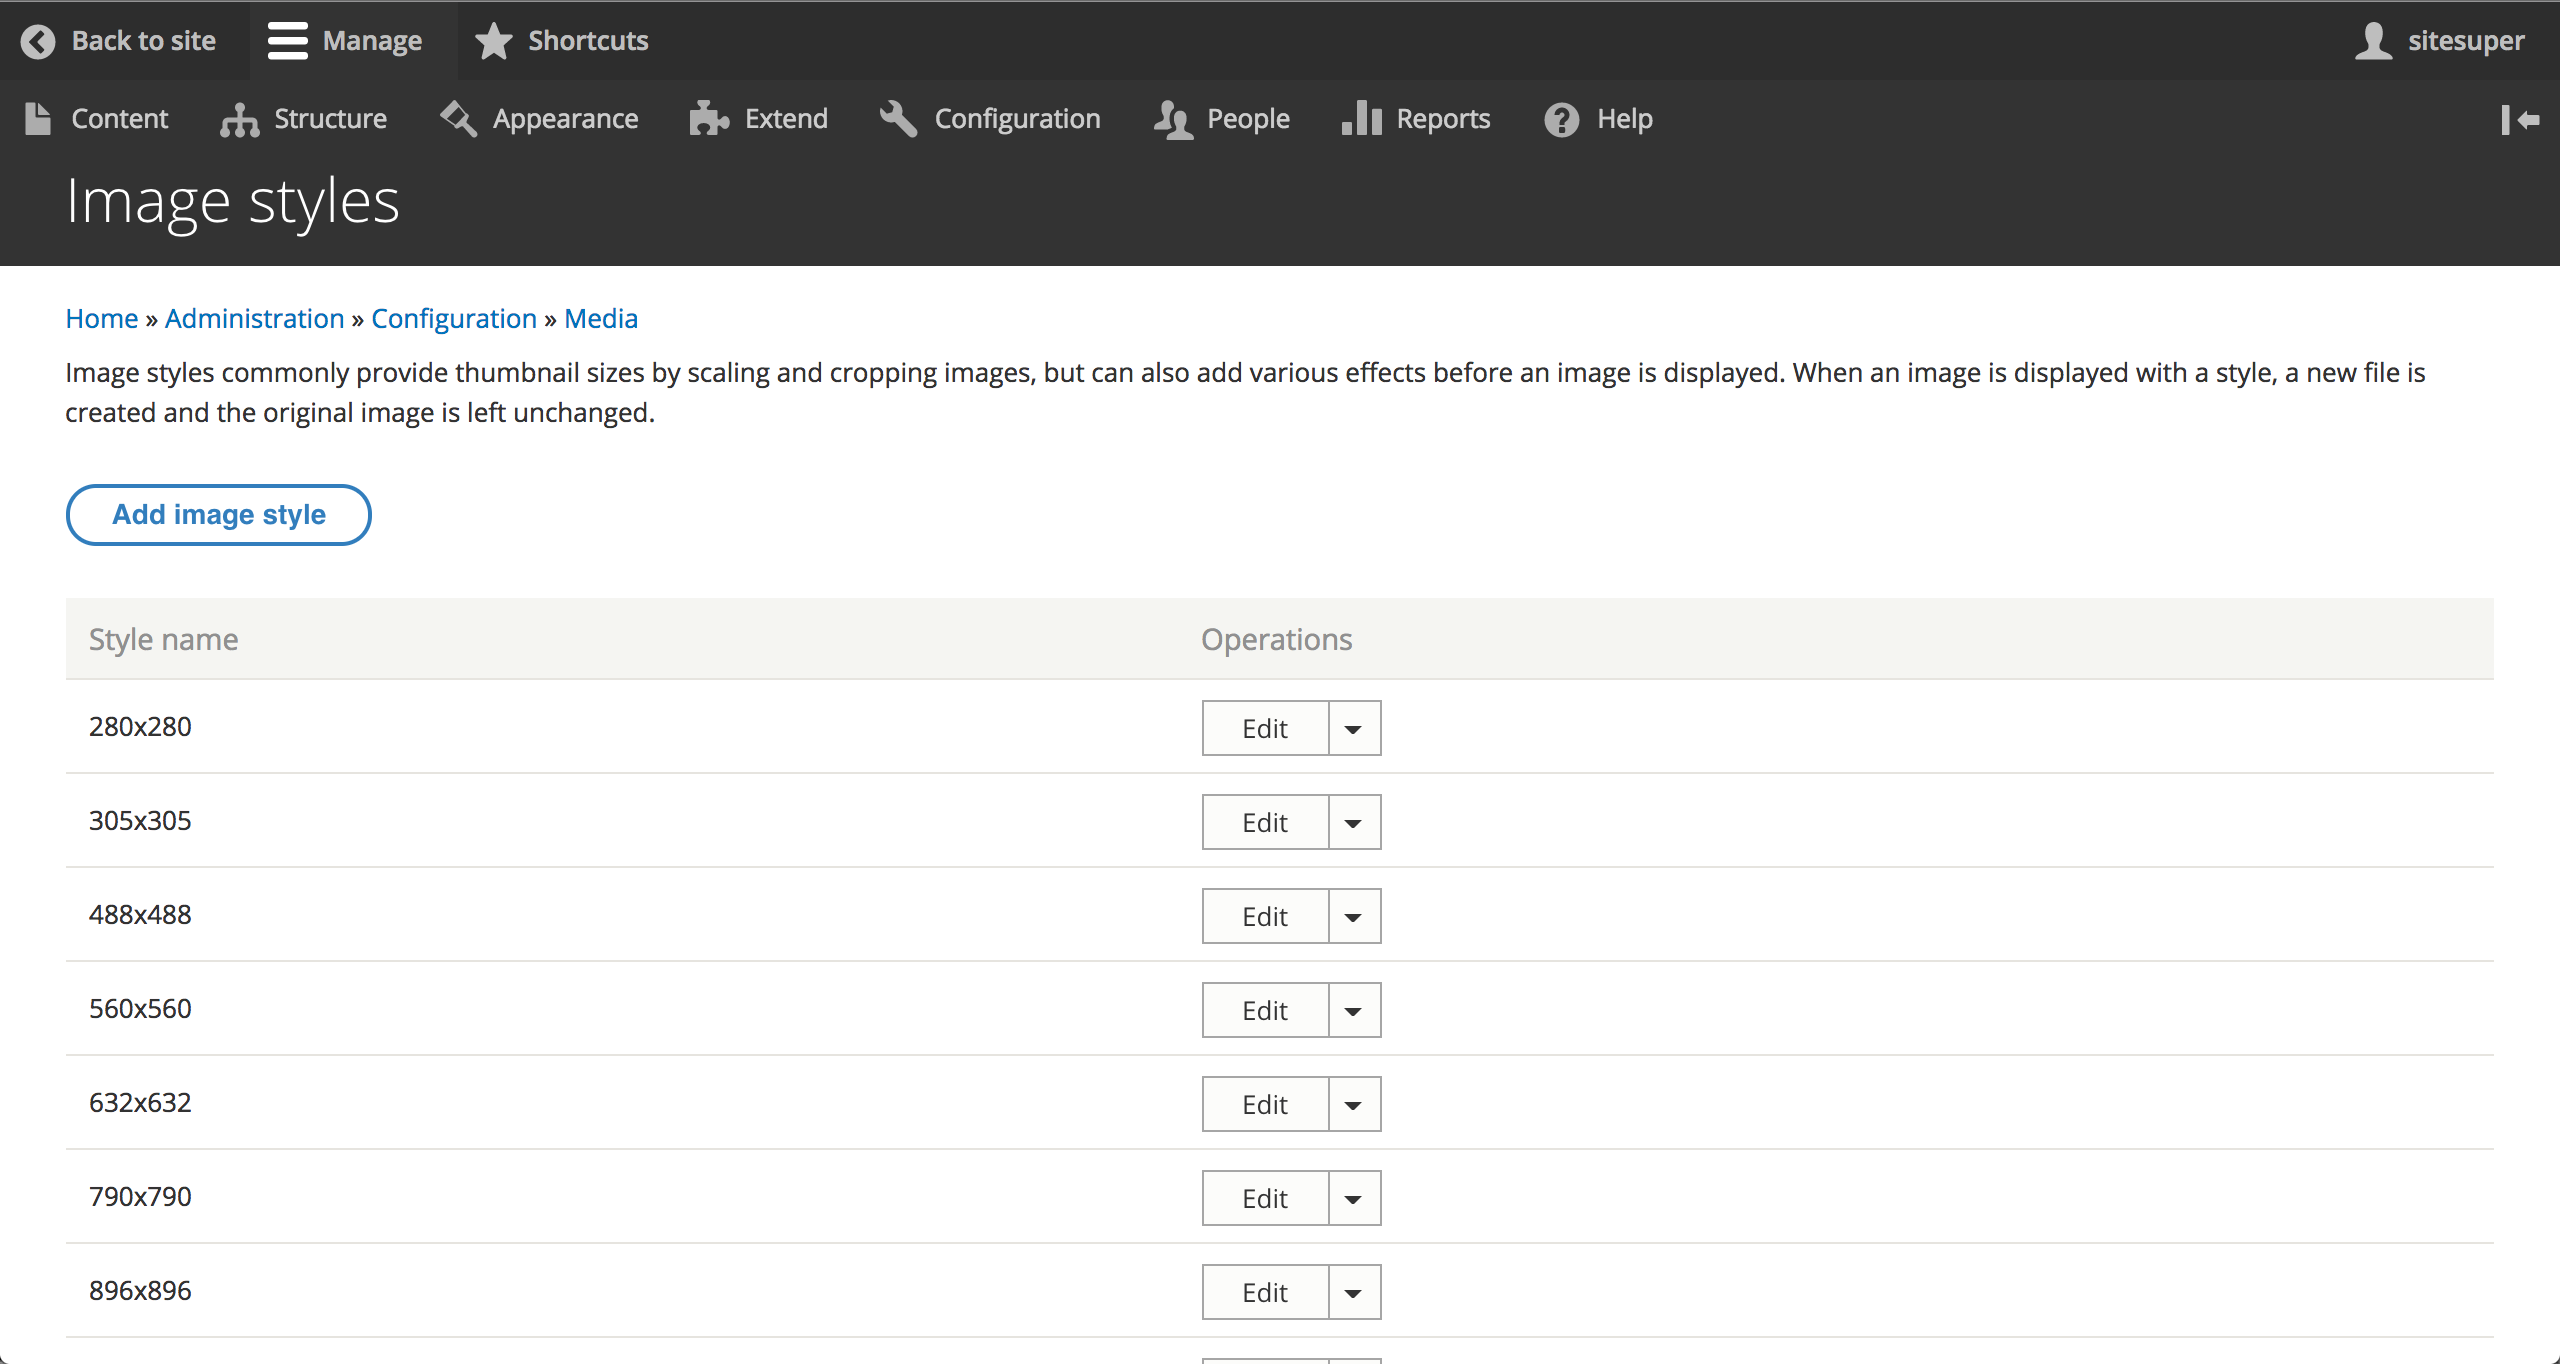 Back to site Manage Shortcuts sitesuper
Content Structure Appearance Extend Configuration People Reports Help
Image styles
Home » Administration » Configuration » Media
Image styles commonly provide thumbnail sizes by scaling and cropping images, but can also add various effects before an image is displayed. When an image is displayed with a style, a new file is
created and the original image is left unchanged.
Add image style
Style name Operations
280x280 Edit
305x305 Edit
488x488 Edit
560x560 Edit
632x632 Edit
790x790 Edit
896x896 Edit